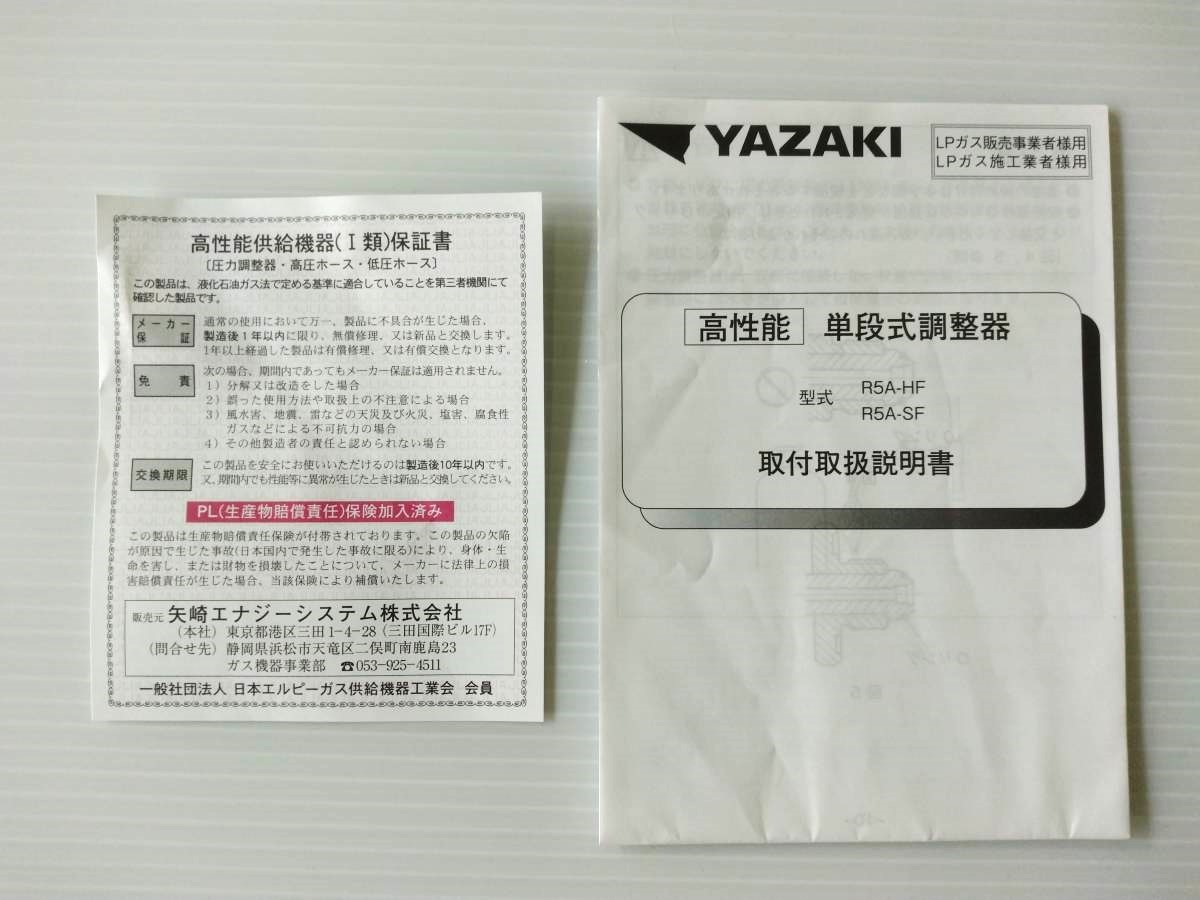 高性能供給機器(Ⅰ類)保証書
〔圧力調整器・高圧ホース・低圧ホース〕
この製品は、液化石油ガス法で定める基準に適合していることを第三者機関にて
確認した製品です。
メーカー
保証
通常の使用において万一、製品に不具合が生じた場合、
製造後1年以内に限り、無償修理、又は新品と交換します。
1年以上経過した製品は有償修理、又は有償交換となります。
免責
次の場合、期間内であってもメーカー保証は適用されません。
1）分解又は改造をした場合
2）誤った使用方法や取扱上の不注意による場合
3）風水害、地震、雷などの天災及び火災、塩害、腐食性
ガスなどによる不可抗力の場合
4）その他製造者の責任と認められない場合
交換期限
この製品を安全にお使いいただけるのは製造後10年以内です。
又、期間内でも性能等に異常が生じたときは新品と交換してください。
PL(生産物賠償責任)保険加入済み
この製品は生産物賠償責任保険が付帯されております。この製品の欠陥
が原因で生じた事故(日本国内で発生した事故に限る)により、身体・生
命を害し、または財物を損壊したことについて、メーカーに法律上の損
害賠償責任が生じた場合、当該保険により補償いたします。
販売元 矢崎エナジーシステム株式会社
(本社) 東京都港区三田1-4-28 (三田国際ビル17F)
(問合せ先) 静岡県浜松市天竜区二俣町南鹿島23
ガス機器事業部 ☎053-925-4511
一般社団法人 日本エルピーガス供給機器工業会 会員
YAZAKI
LPガス販売事業者様用
LPガス施工業者様用
高性能 単段式調整器
型式 R5A-HF
R5A-SF
取付取扱説明書